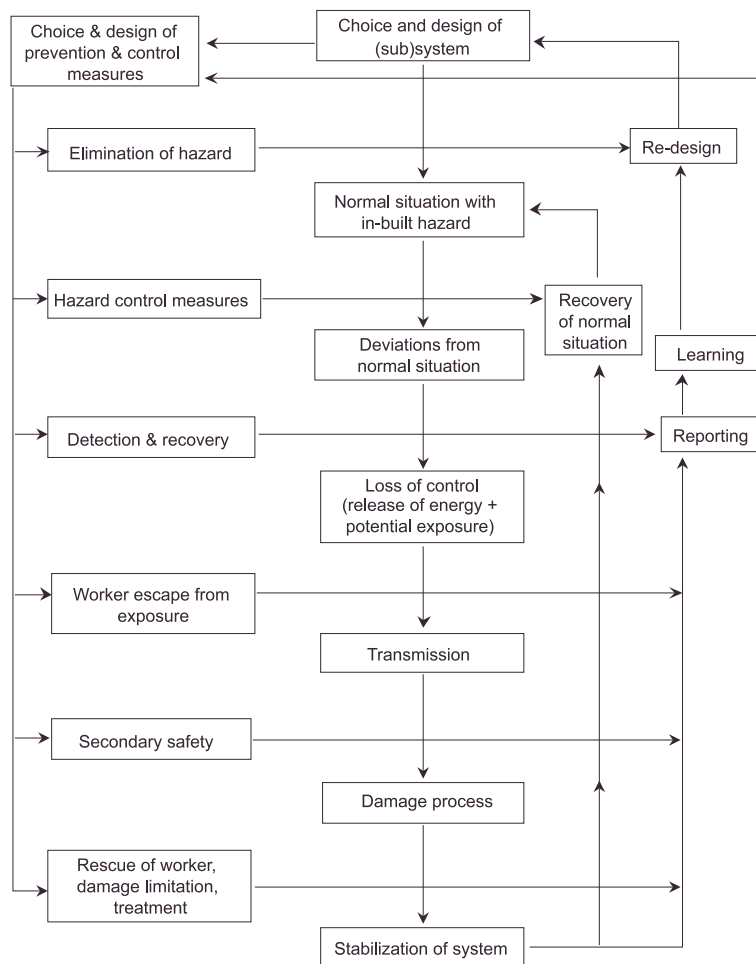 Choice & design of
prevention & control
measures
Choice and design of
(sub)system
Elimination of hazard
Re-design
Normal situation with
in-built hazard
Hazard control measures
Recovery
of normal
situation
Deviations from
normal situation
Learning
Detection & recovery
Reporting
Loss of control
(release of energy +
potential exposure)
Worker escape from
exposure
Transmission
Secondary safety
Damage process
Rescue of worker,
damage limitation,
treatment
Stabilization of system